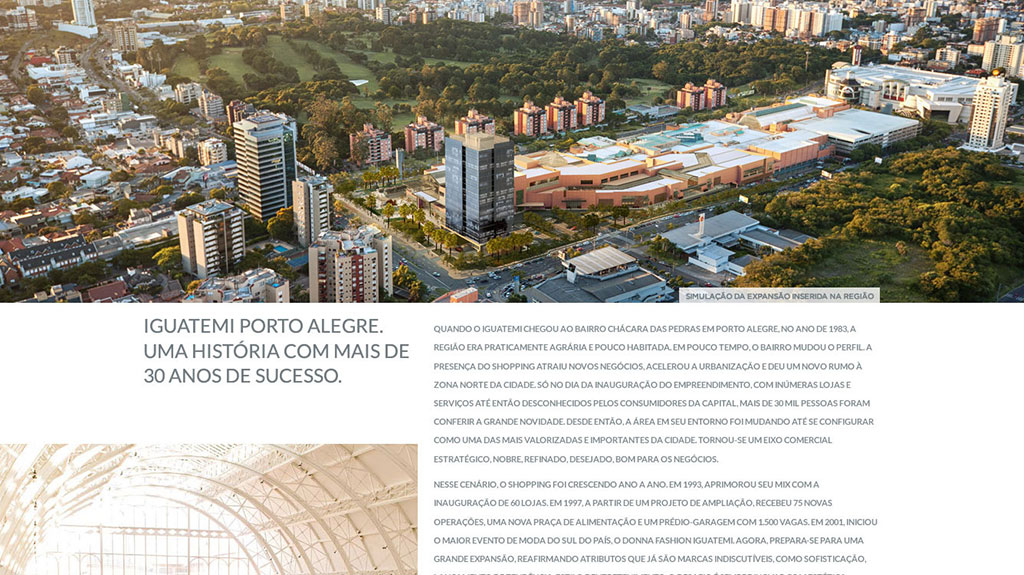 SIMULAÇÃO DA EXPANSÃO INSERIDA NA REGIÃO
IGUATEMI PORTO ALEGRE.
UMA HISTÓRIA COM MAIS DE
30 ANOS DE SUCESSO.
QUANDO O IGUATEMI CHEGOU AO BAIRRO CHÁCARA DAS PEDRAS EM PORTO ALEGRE, NO ANO DE 1983, A
REGIÃO ERA PRATICAMENTE AGRÁRIA E POUCO HABITADA. EM POUCO TEMPO, O BAIRRO MUDOU O PERFIL. A
PRESENÇA DO SHOPPING ATRAIU NOVOS NEGÓCIOS, ACELEROU A URBANIZAÇÃO E DEU UM NOVO RUMO À
ZONA NORTE DA CIDADE. SÓ NO DIA DA INAUGURAÇÃO DO EMPREENDIMENTO, COM INÚMERAS LOJAS E
SERVIÇOS ATÉ ENTÃO DESCONHECIDOS PELOS CONSUMIDORES DA CAPITAL, MAIS DE 30 MIL PESSOAS FORAM
CONFERIR A GRANDE NOVIDADE. DESDE ENTÃO, A ÁREA EM SEU ENTORNO FOI MUDANDO ATÉ SE CONFIGURAR
COMO UMA DAS MAIS VALORIZADAS E IMPORTANTES DA CIDADE. TORNOU-SE UM EIXO COMERCIAL
ESTRATÉGICO, NOBRE, REFINADO, DESEJADO, BOM PARA OS NEGÓCIOS.
NESSE CENÁRIO, O SHOPPING FOI CRESCENDO ANO A ANO. EM 1993, APRIMOROU SEU MIX COM A
INAUGURAÇÃO DE 60 LOJAS. EM 1997, A PARTIR DE UM PROJETO DE AMPLIAÇÃO, RECEBEU 75 NOVAS
OPERAÇÕES, UMA NOVA PRAÇA DE ALIMENTAÇÃO E UM PRÉDIO-GARAGEM COM 1.500 VAGAS. EM 2001, INICIOU
O MAIOR EVENTO DE MODA DO SUL DO PAÍS, O DONNA FASHION IGUATEMI. AGORA, PREPARA-SE PARA UMA
GRANDE EXPANSÃO, REAFIRMANDO ATRIBUTOS QUE JÁ SÃO MARCAS INDISCUTÍVEIS, COMO SOFISTICAÇÃO,